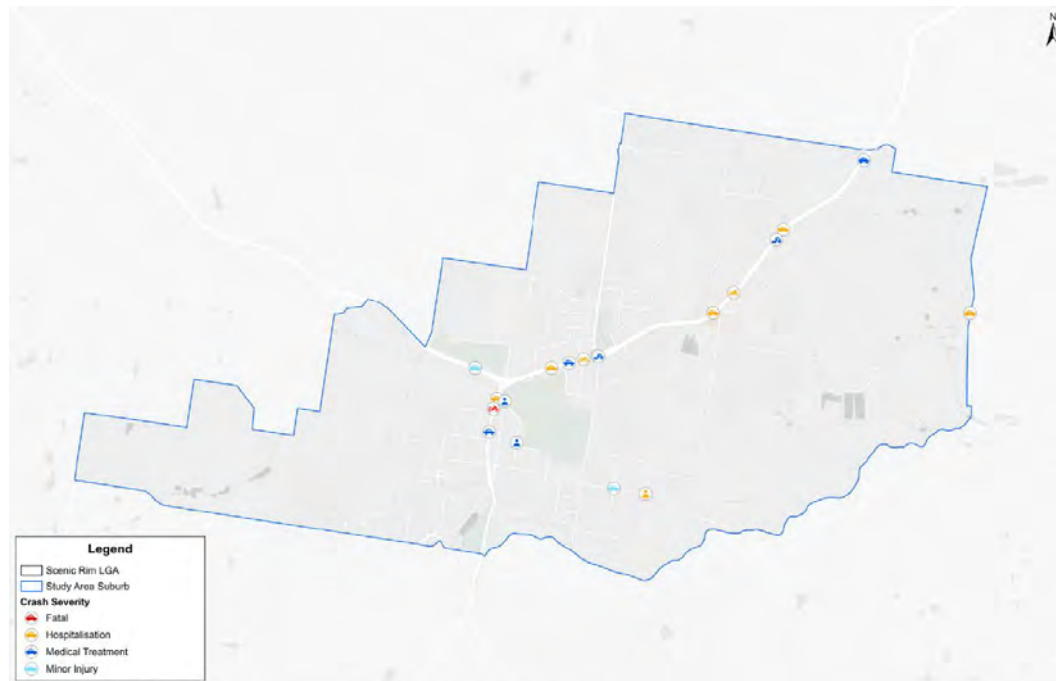 N
Legend
Scenic Rim LGA
Study Area Suburb
Crash Severity
Fatal
Hospitalisation
Medical Treatment
Minor Injury